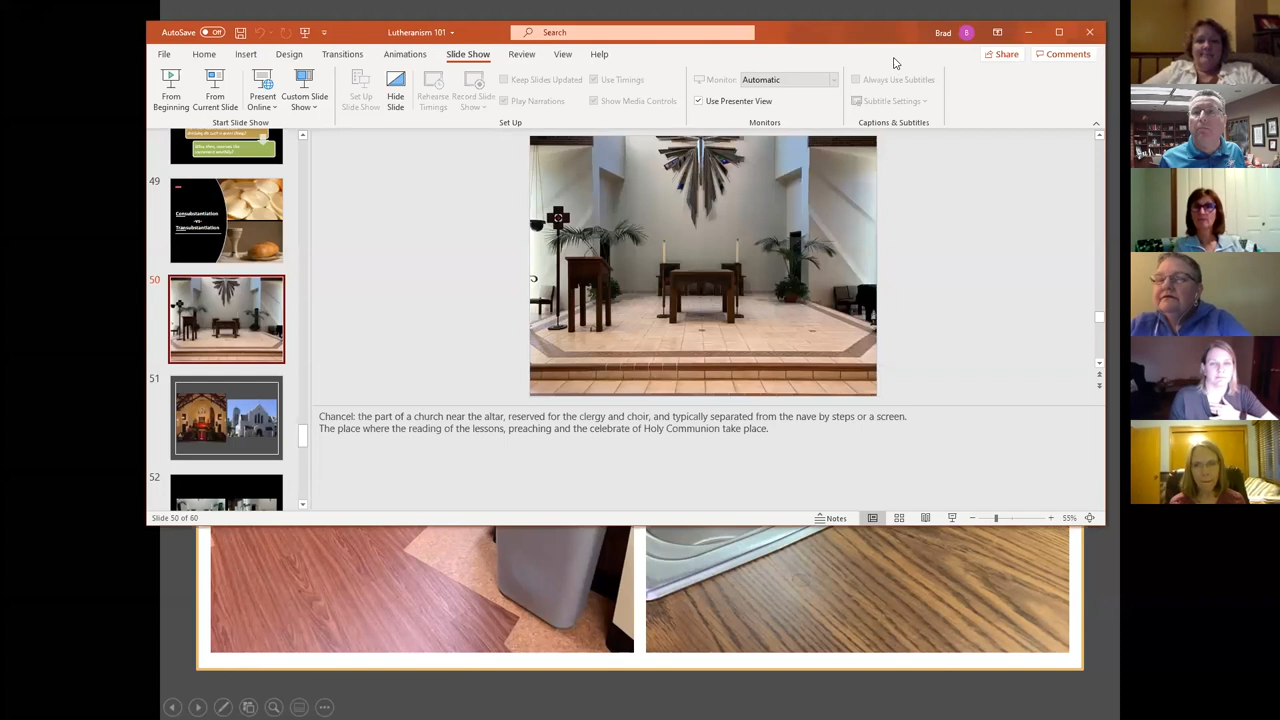 AutoSave Off
Lutheranism 101
Search
Brad B
File Home Insert Design Transitions Animations Slide Show Review View Help
Share Comments
From Beginning
From Current Slide
Present Online
Custom Slide Show
Set Up Slide Show
Hide Slide
Rehearse Timings
Record Slide Show
Keep Slides Updated
Play Narrations
Use Timings
Show Media Controls
Monitor: Automatic
Use Presenter View
Always Use Subtitles
Subtitle Settings
Start Slide Show
Set Up
Monitors
Captions & Subtitles
49
Consubstantiation
-vs-
Transubstantiation
50
51
52
Chancel: the part of a church near the altar, reserved for the clergy and choir, and typically separated from the nave by steps or a screen.
The place where the reading of the lessons, preaching and the celebrate of Holy Communion take place.
Slide 50 of 60
Notes
55%